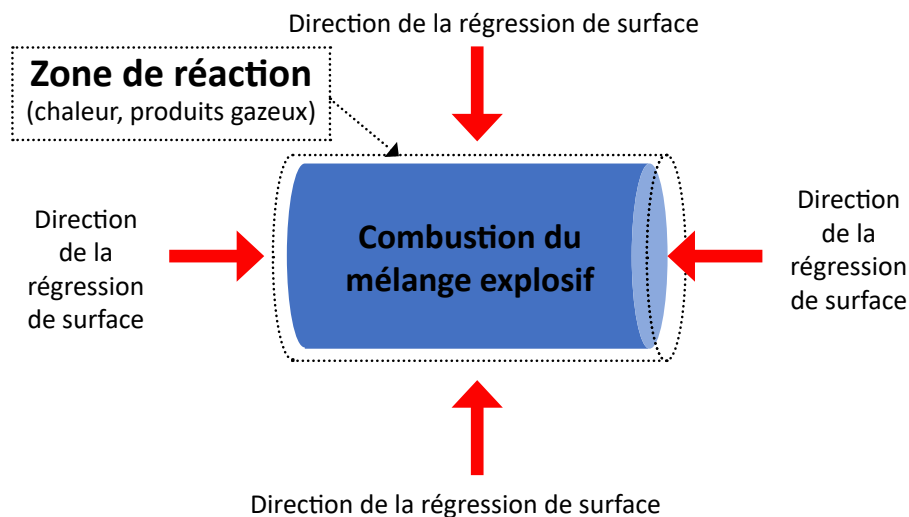 Direction de la régression de surface
Zone de réaction
(chaleur, produits gazeux)
Direction
de la
régression
de surface
Combustion du
mélange explosif
Direction
de la
régression
de surface
Direction de la régression de surface